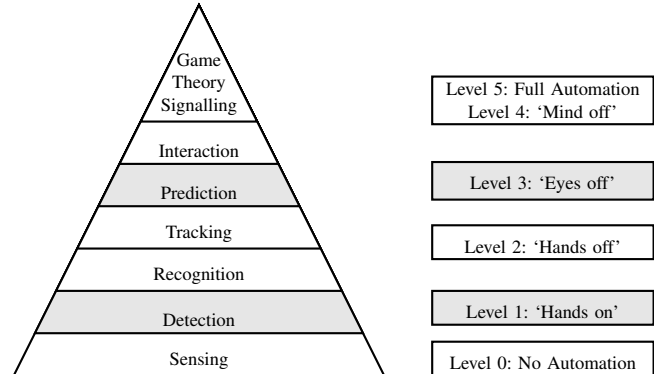 Game
Theory
Signalling
Interaction
Prediction
Tracking
Recognition
Detection
Sensing
Level 5: Full Automation
Level 4: ‘Mind off’
Level 3: ‘Eyes off’
Level 2: ‘Hands off’
Level 1: ‘Hands on’
Level 0: No Automation